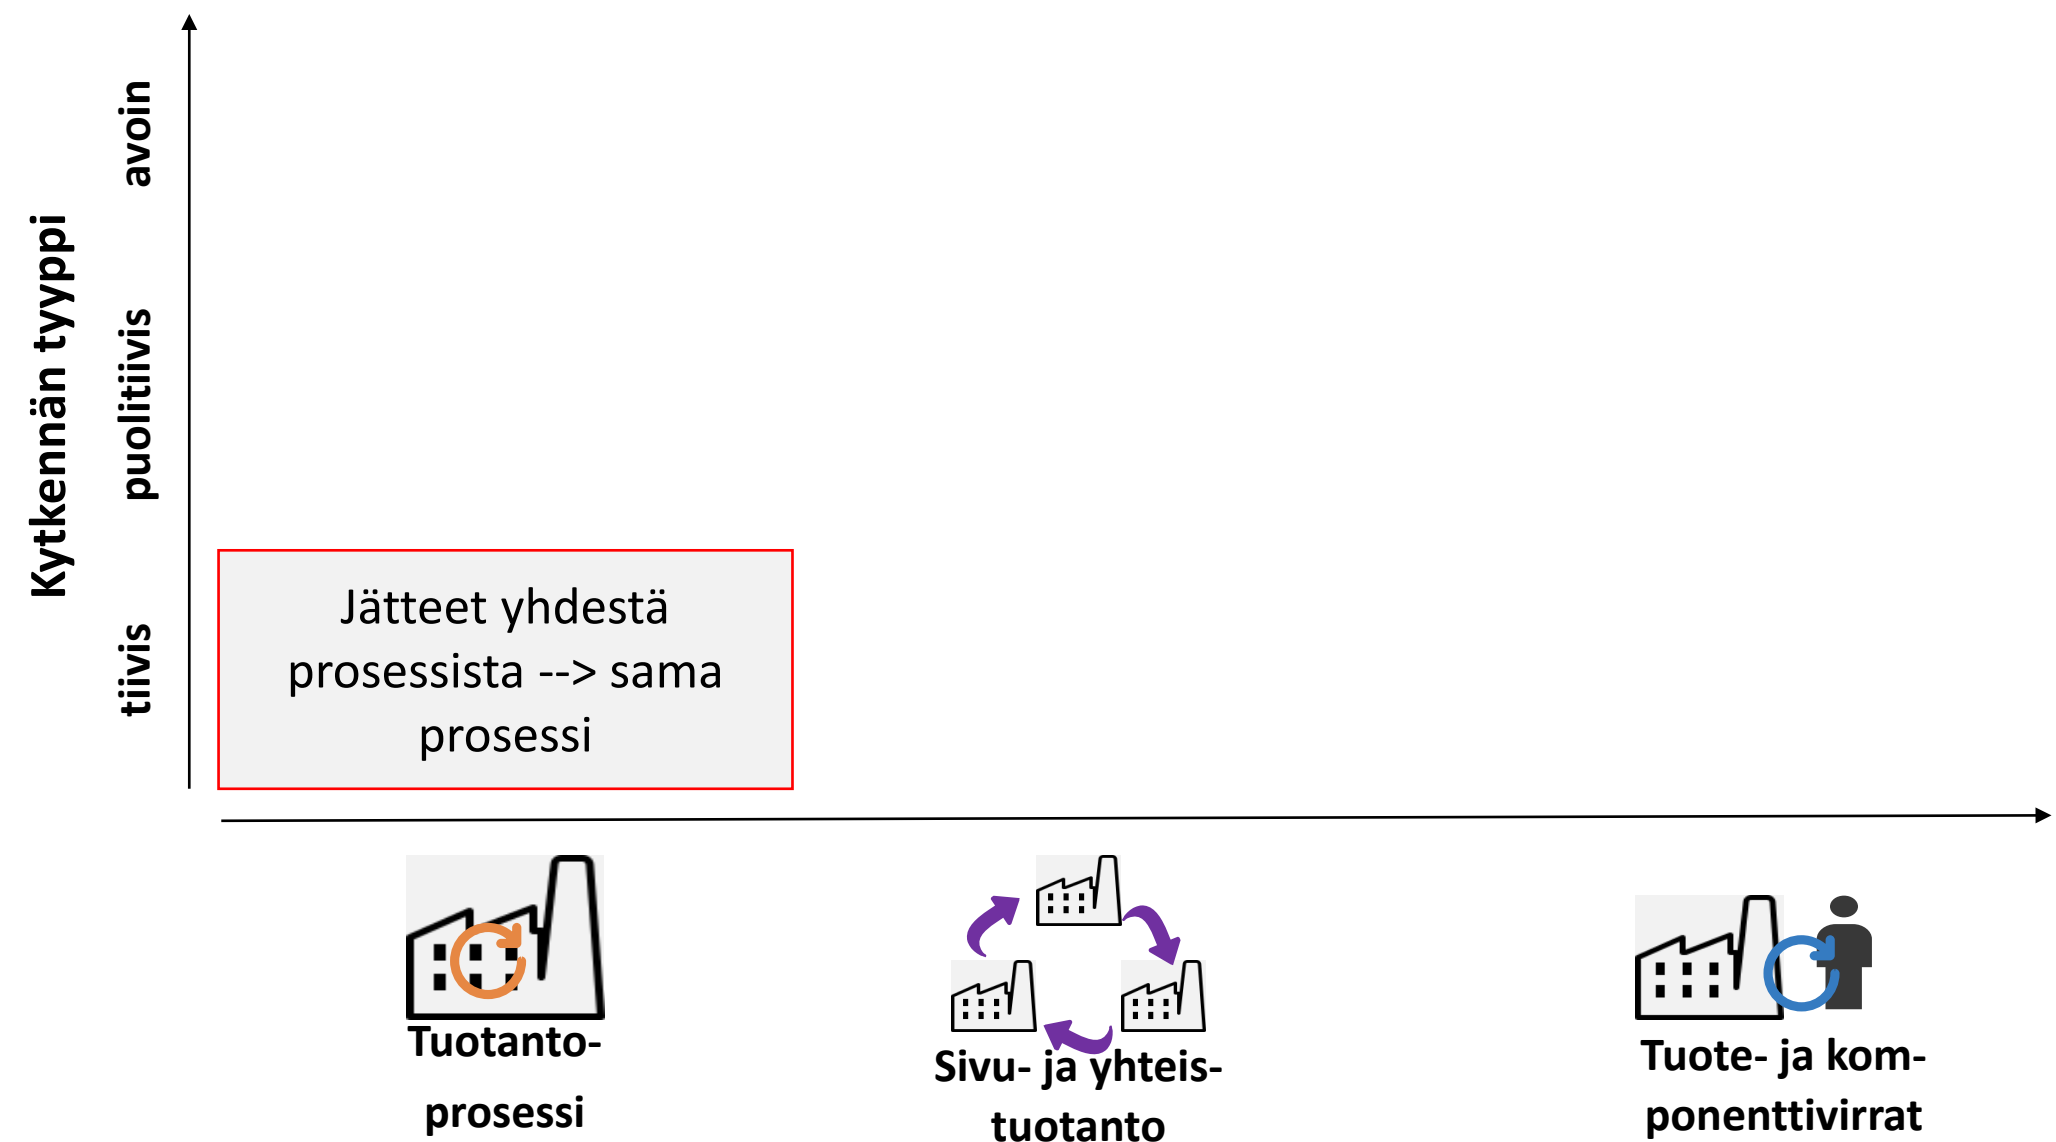 Kytkennän tyyppi
avoin
puolitiivis
tiivis
Jätteet yhdestä
prosessista --> sama
prosessi
Tuotanto-
prosessi
Sivu- ja yhteis-
tuotanto
Tuote- ja kom-
ponenttivirrat